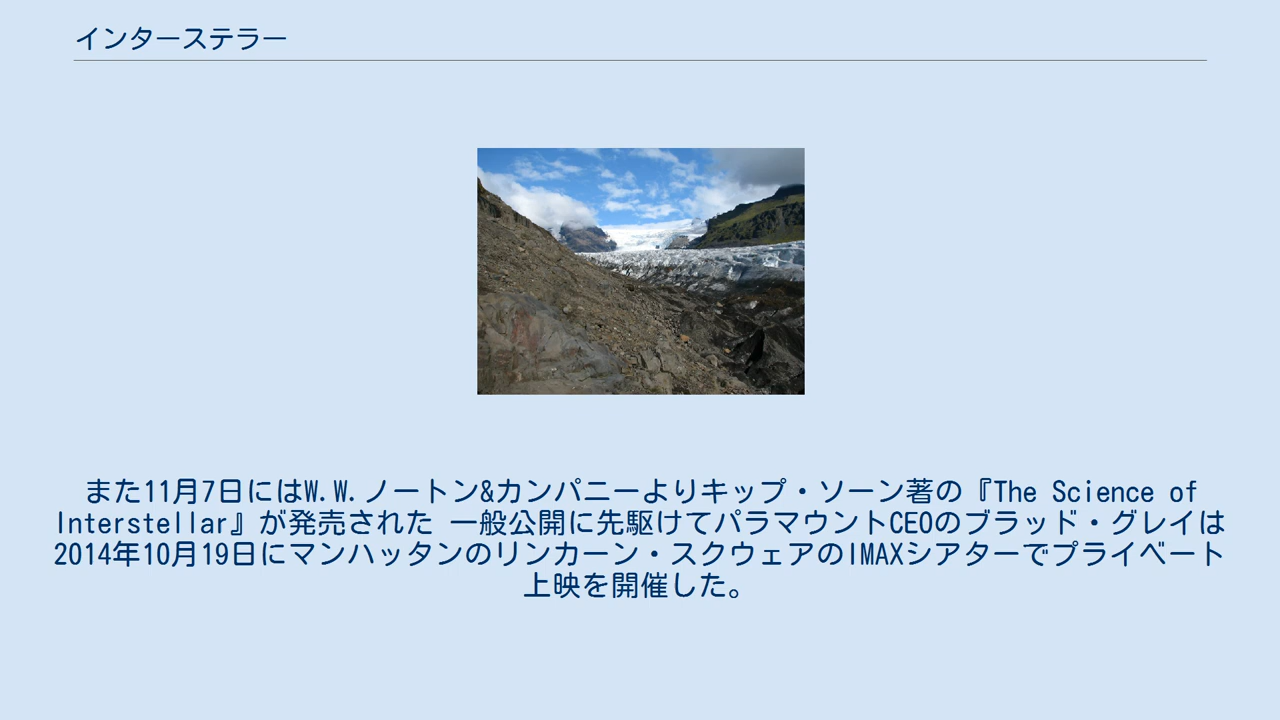 インターステラー
また11月7日にはW.W.ノートン&カンパニーよりキップ・ソーン著の『The Science of
Interstellar』が発売された 一般公開に先駆けてパラマウントCEOのブラッド・グレイは
2014年10月19日にマンハッタンのリンカーン・スクウェアのIMAXシアターでプライベート
上映を開催した。